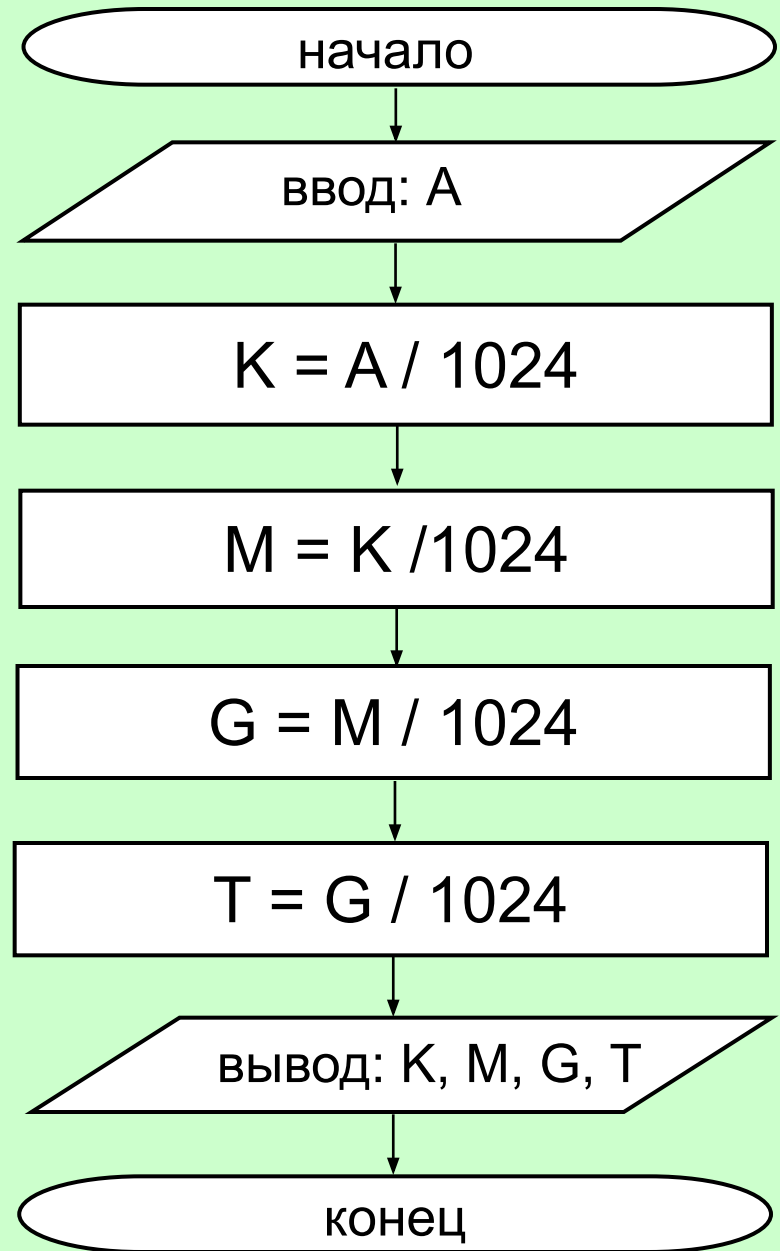 начало
ввод: A
K = A / 1024
M = K /1024
G = M / 1024
T = G / 1024
вывод: K, M, G, T
конец